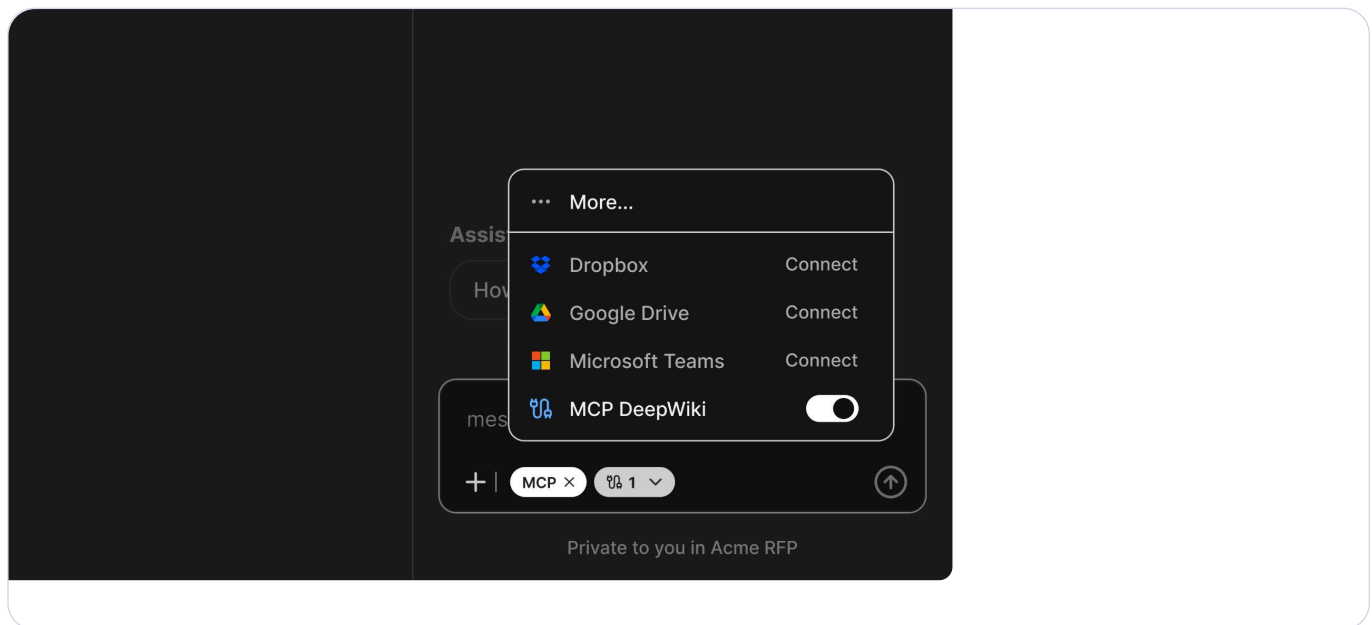 More...
Assis
Dropbox Connect
How
Google Drive Connect
Microsoft Teams Connect
MCP DeepWiki
mes
MCP 1
Private to you in Acme RFP